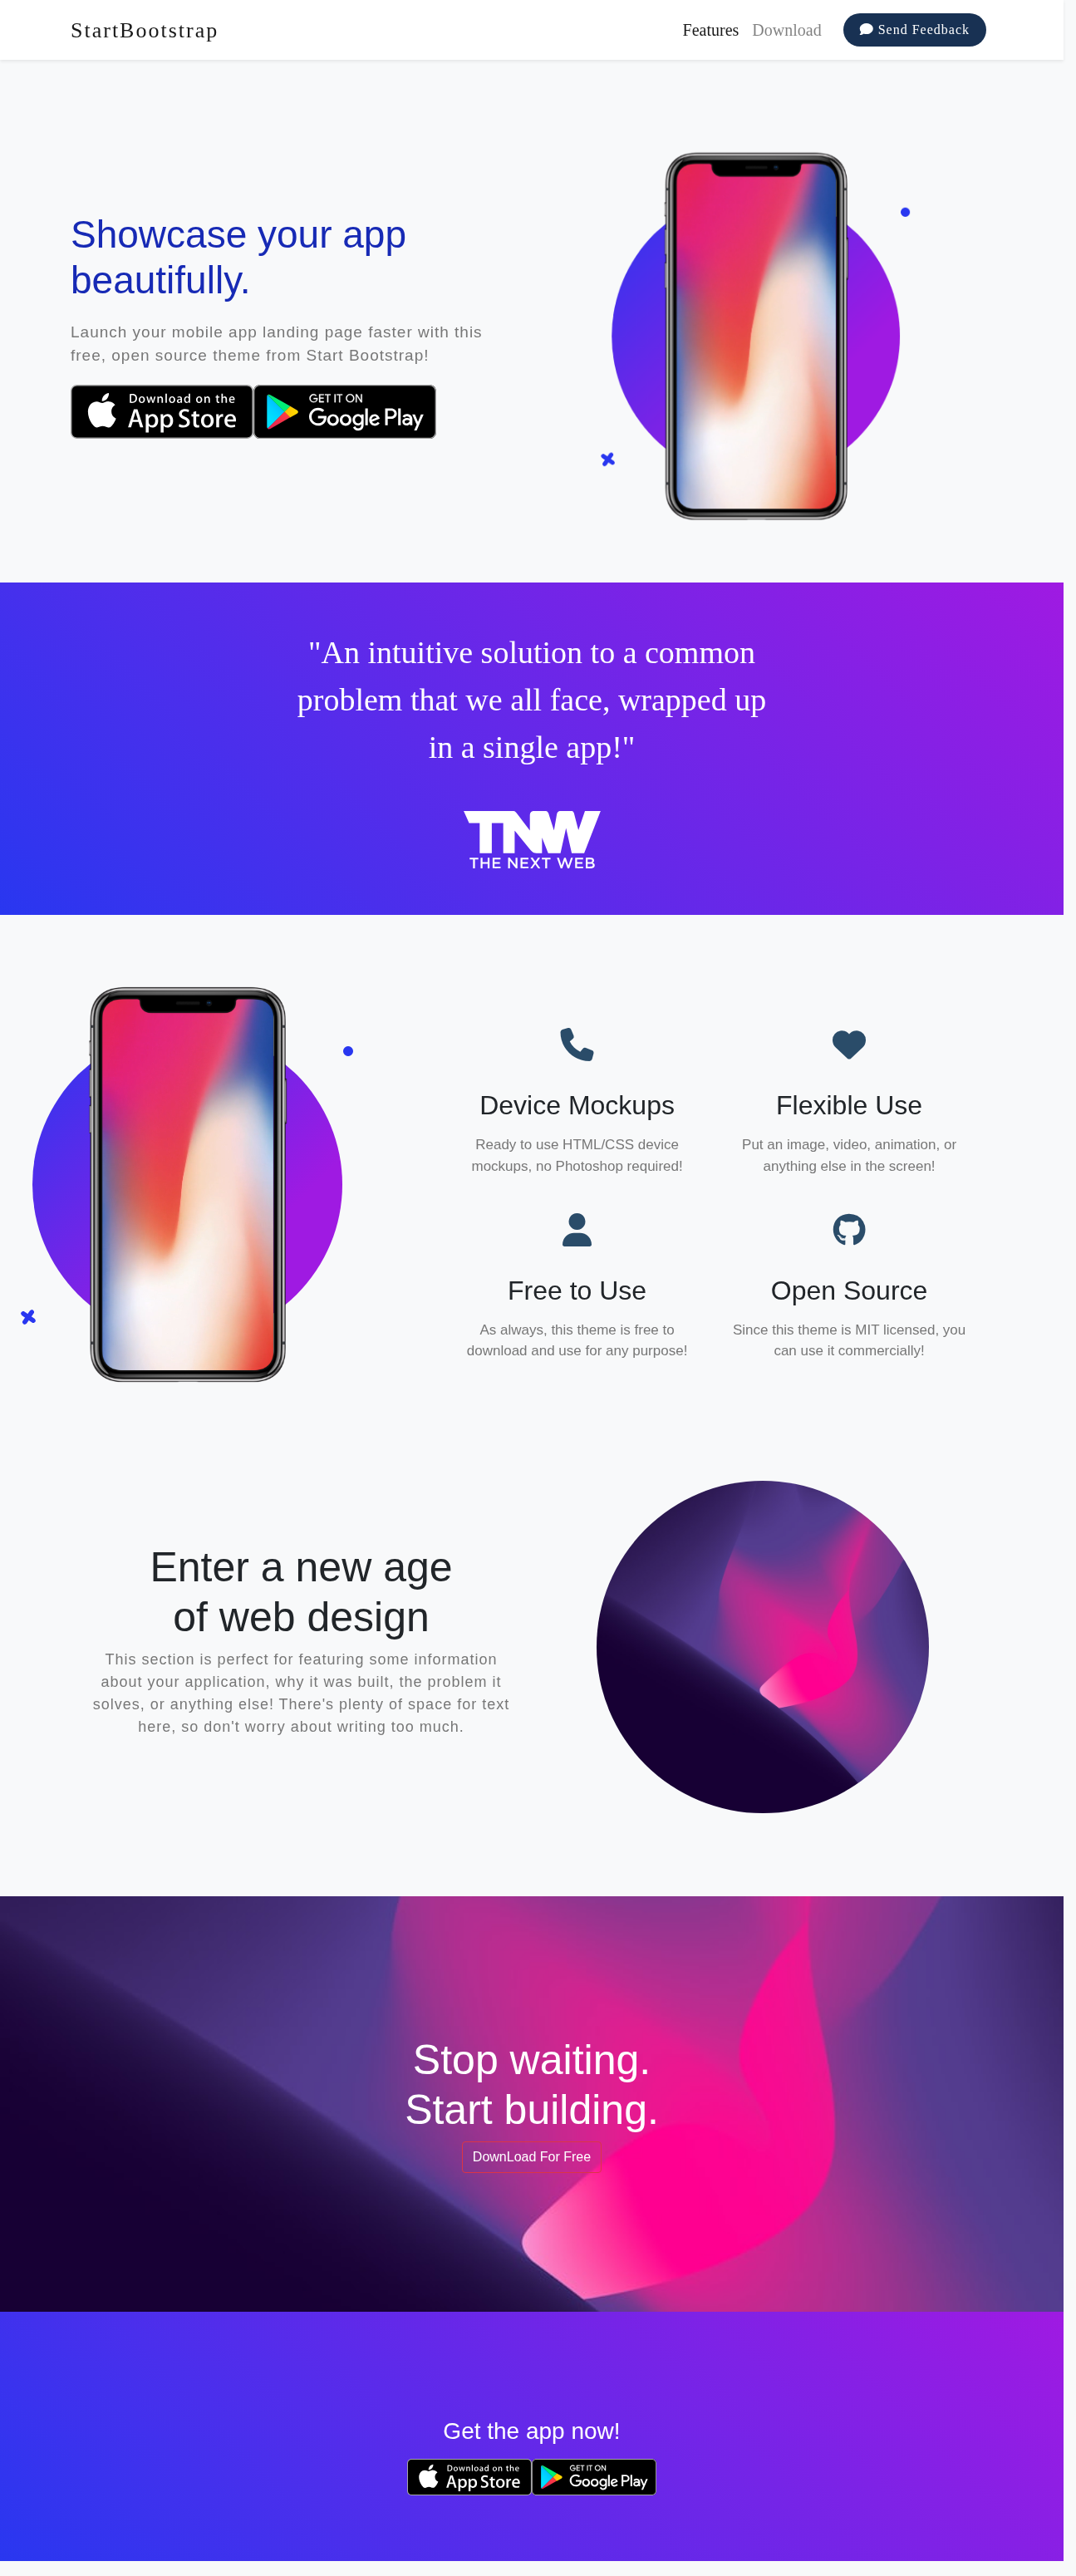 StartBootstrap
Features
Download
Send Feedback
Showcase your app
beautifully.
Launch your mobile app landing page faster with this
free, open source theme from Start Bootstrap!
Download on the
App Store
GET IT ON
Google Play
"An intuitive solution to a common
problem that we all face, wrapped up
in a single app!"
TNW
THE NEXT WEB
Device Mockups
Ready to use HTML/CSS device
mockups, no Photoshop required!
Flexible Use
Put an image, video, animation, or
anything else in the screen!
Free to Use
As always, this theme is free to
download and use for any purpose!
Open Source
Since this theme is MIT licensed, you
can use it commercially!
Enter a new age
of web design
This section is perfect for featuring some information
about your application, why it was built, the problem it
solves, or anything else! There's plenty of space for text
here, so don't worry about writing too much.
Stop waiting.
Start building.
DownLoad For Free
Get the app now!
Download on the
App Store
GET IT ON
Google Play